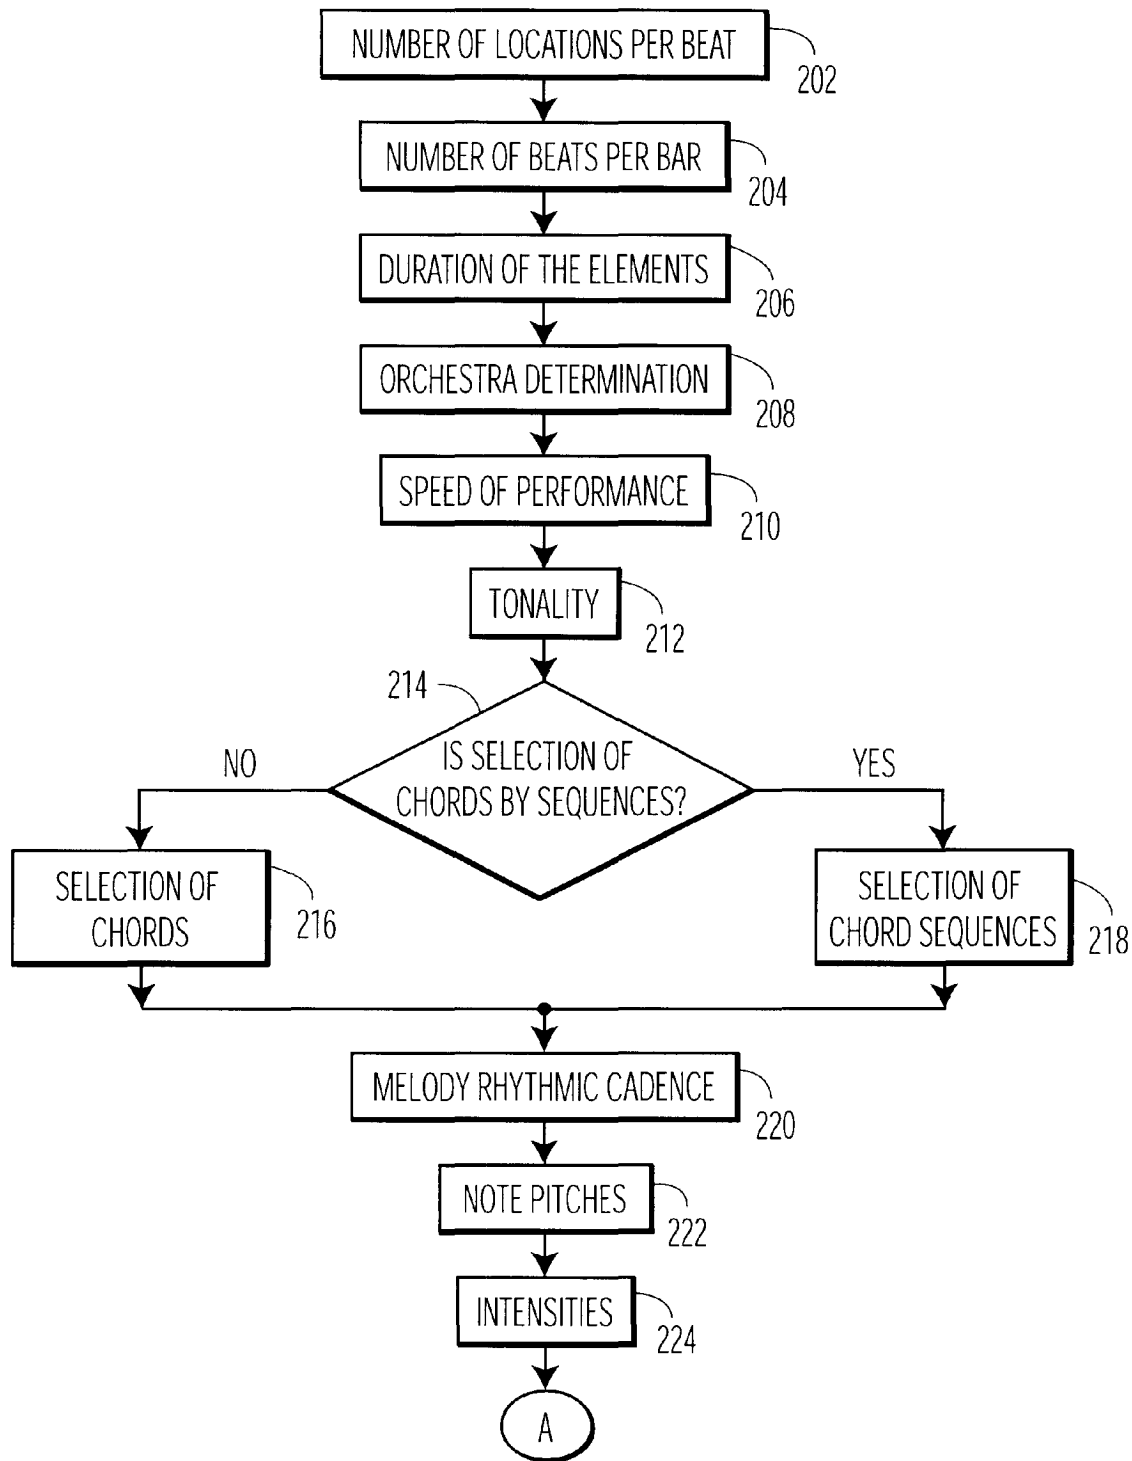 NUMBER OF LOCATIONS PER BEAT
202
NUMBER OF BEATS PER BAR
204
DURATION OF THE ELEMENTS
206
ORCHESTRA DETERMINATION
208
SPEED OF PERFORMANCE
210
TONALITY
212
214
IS SELECTION OF
CHORDS BY SEQUENCES?
NO
YES
SELECTION OF
CHORDS
216
SELECTION OF
CHORD SEQUENCES
218
MELODY RHYTHMIC CADENCE
220
NOTE PITCHES
222
INTENSITIES
224
A